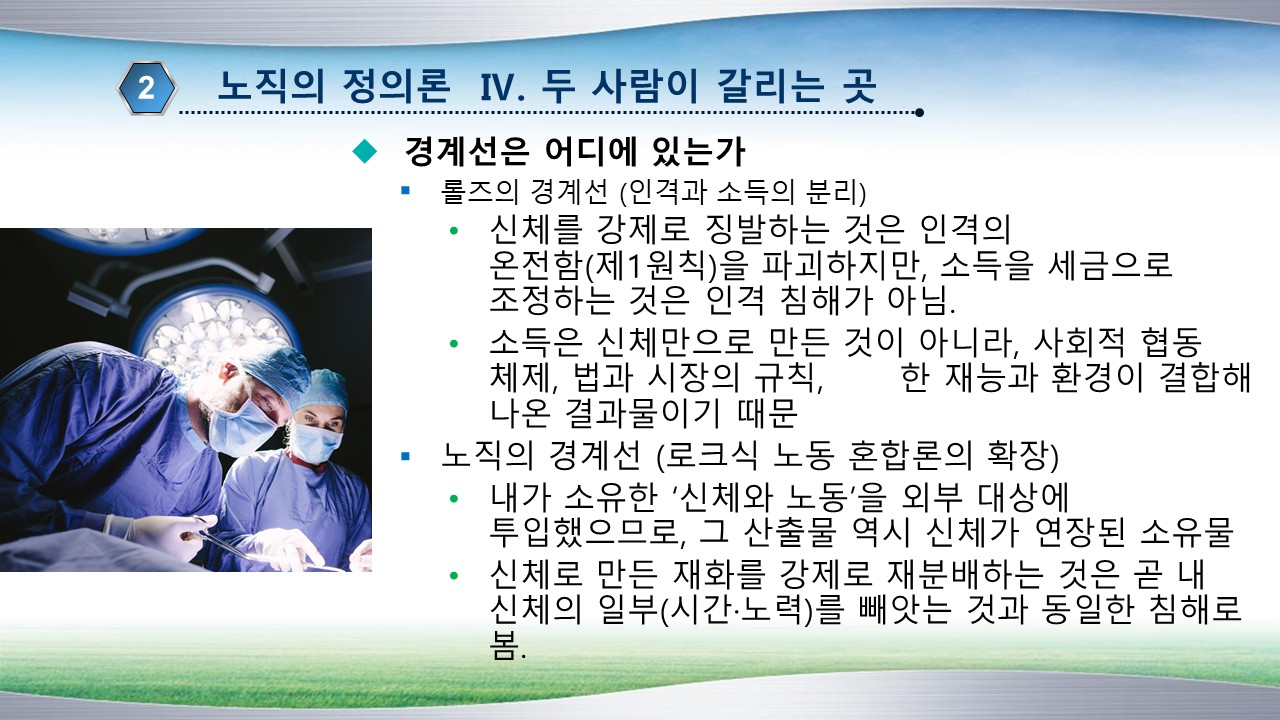 2
노직의 정의론 Ⅳ. 두 사람이 갈리는 곳
경계선은 어디에 있는가
롤즈의 경계선 (인격과 소득의 분리)
신체를 강제로 징발하는 것은 인격의
온전함(제1원칙)을 파괴하지만, 소득을 세금으로
조정하는 것은 인격 침해가 아님.
소득은 신체만으로 만든 것이 아니라, 사회적 협동
체제, 법과 시장의 규칙, 한 재능과 환경이 결합해
나온 결과물이기 때문
노직의 경계선 (로크식 노동 혼합론의 확장)
내가 소유한 ‘신체와 노동’을 외부 대상에
투입했으므로, 그 산출물 역시 신체가 연장된 소유물
신체로 만든 재화를 강제로 재분배하는 것은 곧 내
신체의 일부(시간·노력)를 빼앗는 것과 동일한 침해로
봄.